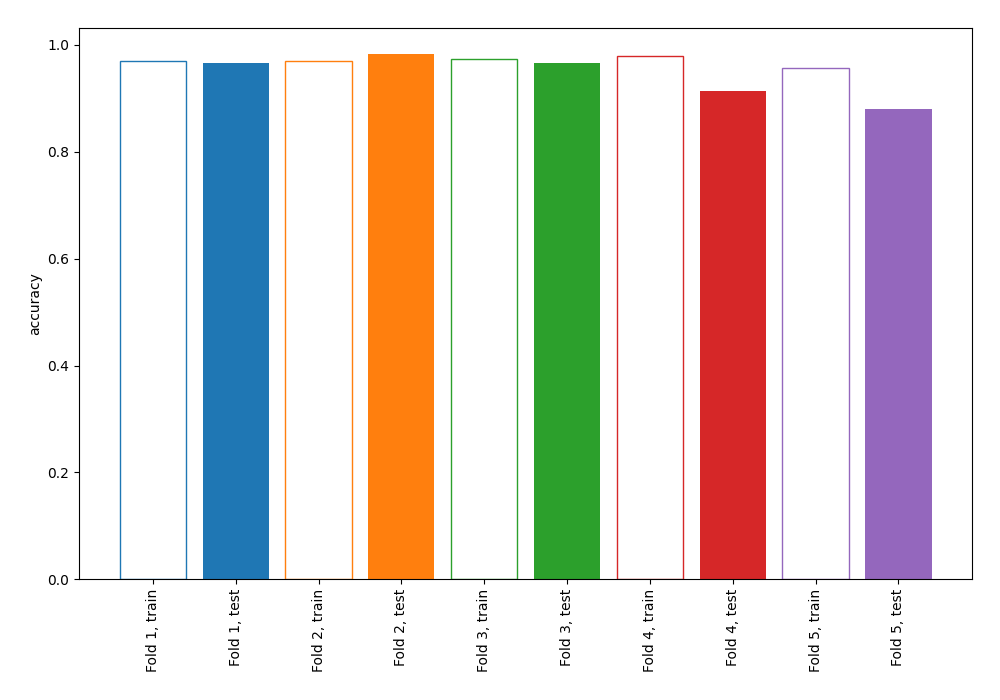 1.0
0.8
0.6
0.4
0.2
0.0
accuracy
Fold 1, train
Fold 1, test
Fold 2, train
Fold 2, test
Fold 3, train
Fold 3, test
Fold 4, train
Fold 4, test
Fold 5, train
Fold 5, test